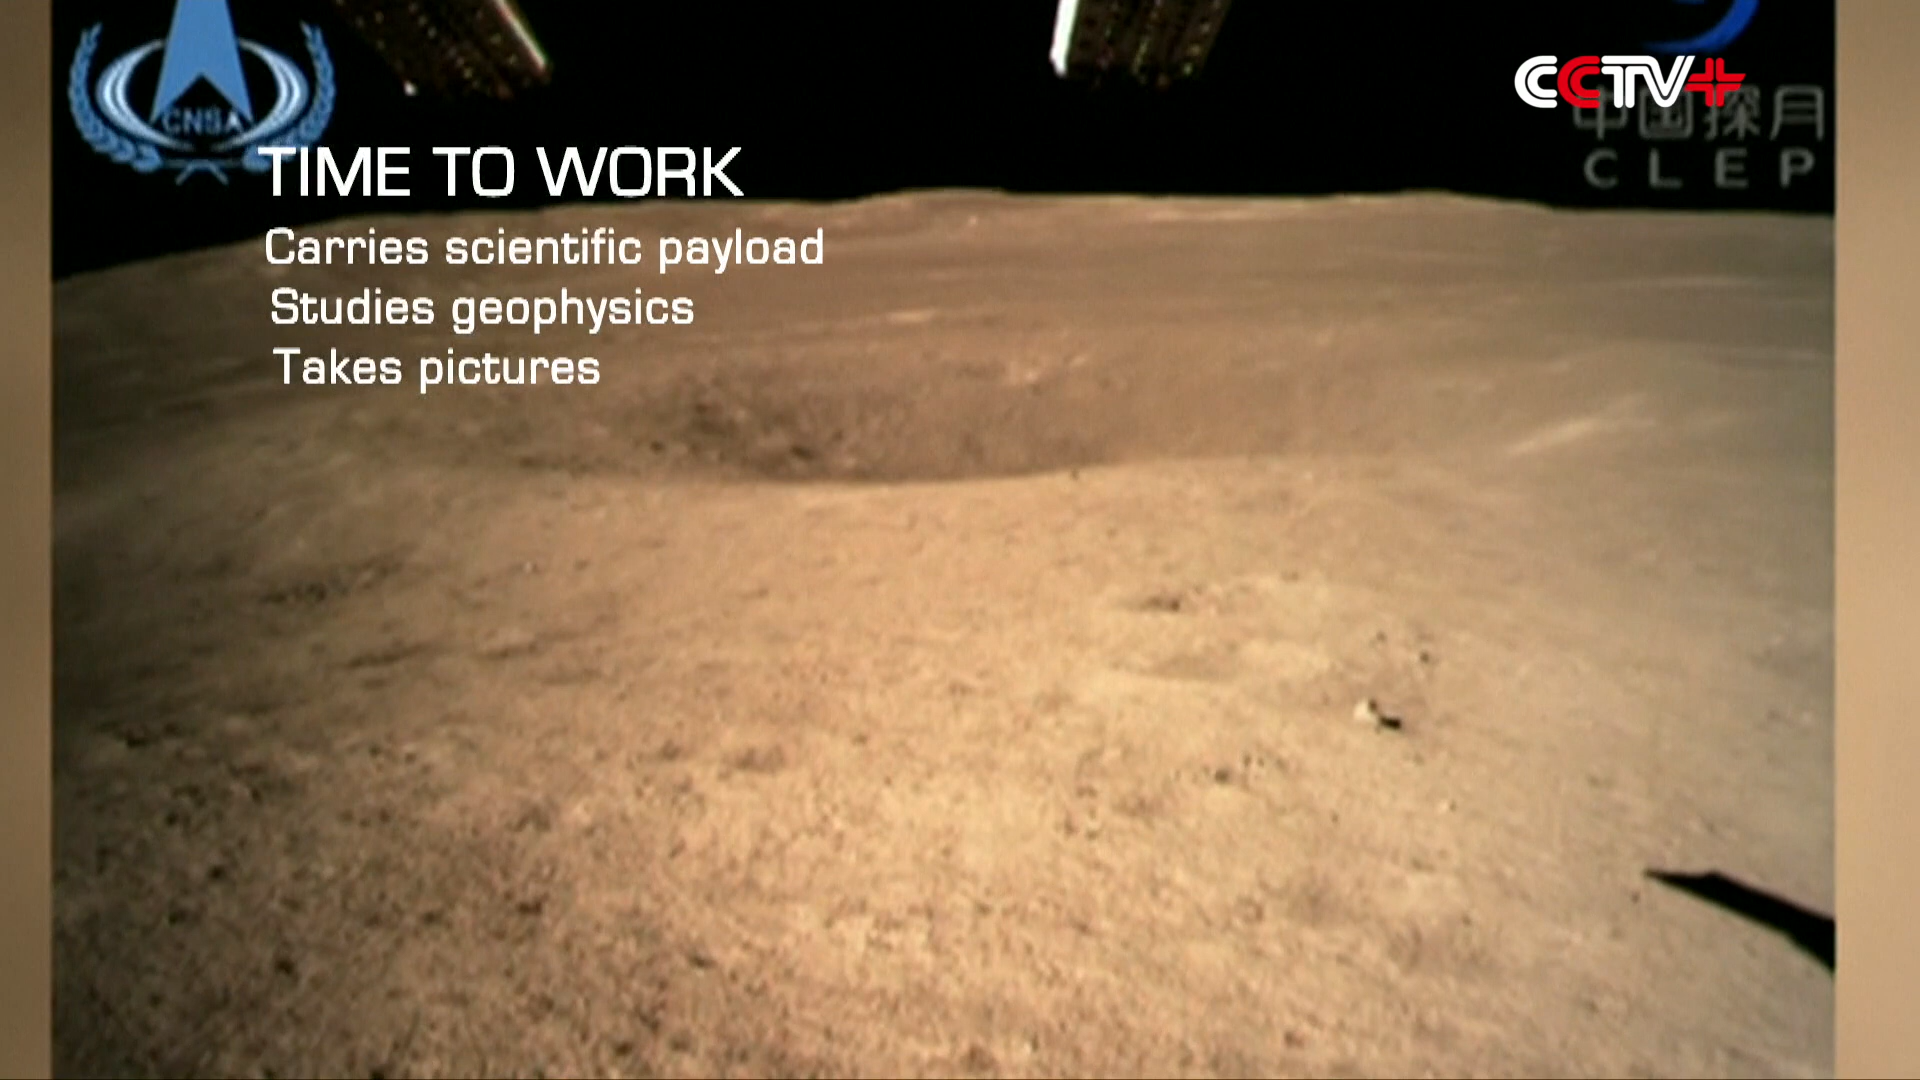 CNSA
CCTV+
中国探月
CLEP
TIME TO WORK
Carries scientific payload
Studies geophysics
Takes pictures